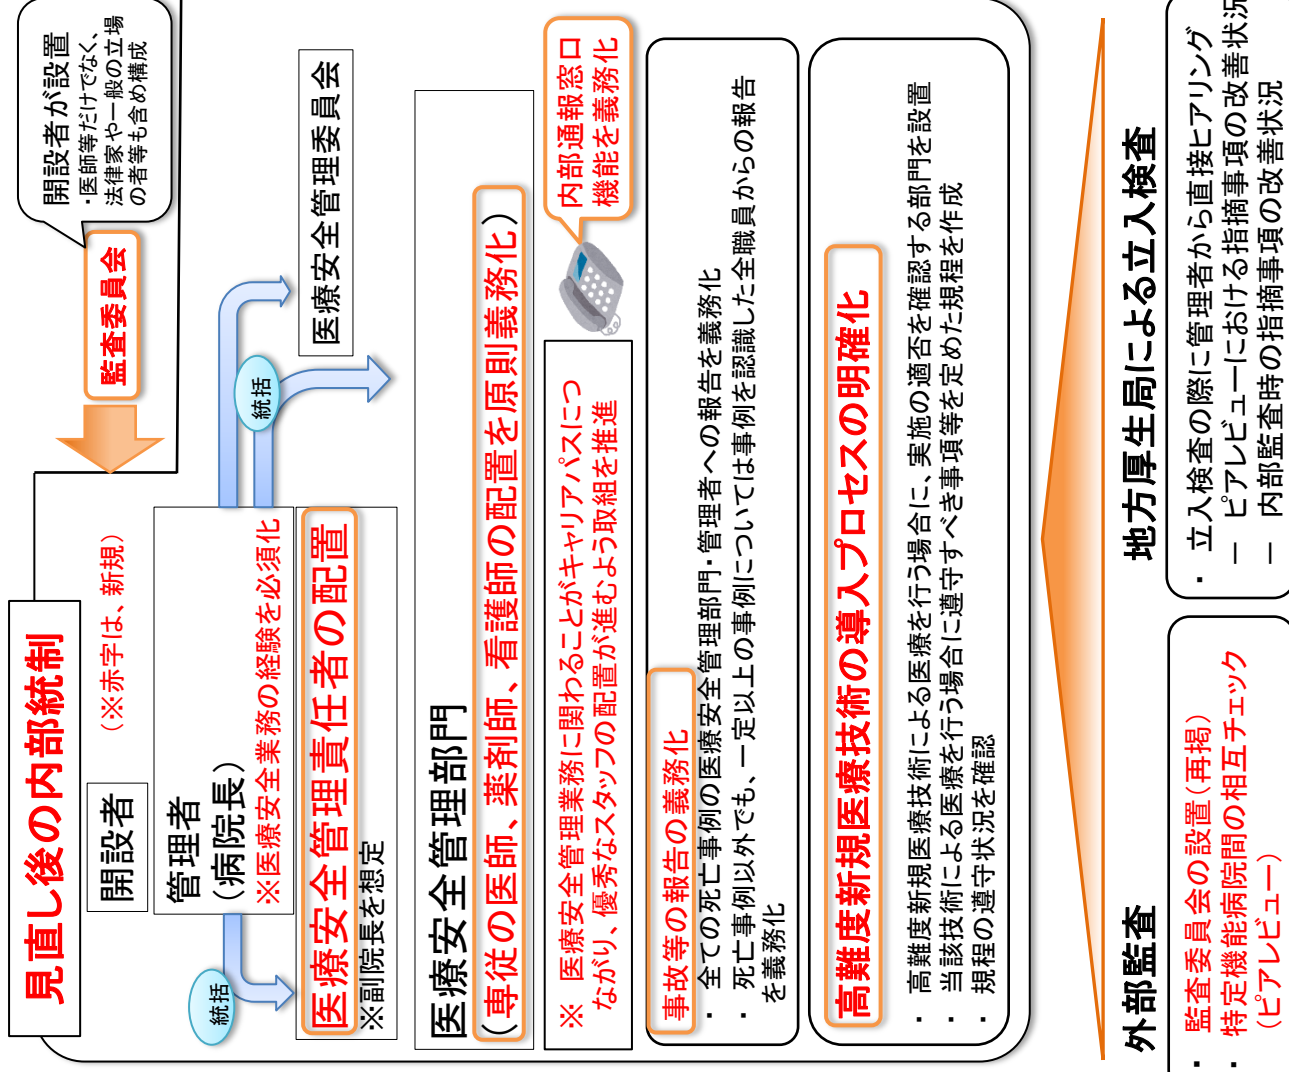 見直し後の内部統制
(※赤字は、新規)
開設者が設置
・医師等だけでなく、
法律家や一般の立場
の者等も含め構成
監査委員会
開設者
管理者
(病院長)
※医療安全業務の経験を必須化
統括
統括
医療安全管理責任者の配置
※副院長を想定
医療安全管理委員会
医療安全管理部門
(専従の医師、薬剤師、看護師の配置を原則義務化)
※ 医療安全管理業務に関わることがキャリアパスにつ
ながり、優秀なスタッフの配置が進むよう取組を推進
内部通報窓口
機能を義務化
事故等の報告の義務化
・ 全ての死亡事例の医療安全管理部門・管理者への報告を義務化
・ 死亡事例以外でも、一定以上の事例については事例を認識した全職員からの報告
を義務化
高難度新規医療技術の導入プロセスの明確化
・ 高難度新規医療技術による医療を行う場合に、実施の適否を確認する部門を設置
・ 当該技術による医療を行う場合に遵守すべき事項等を定めた規程を作成
・ 規程の遵守状況を確認
外部監査
・ 監査委員会の設置(再掲)
・ 特定機能病院間の相互チェック
(ピアレビュー)
地方厚生局による立入検査
・ 立入検査の際に管理者から直接ヒアリング
― ピアレビューにおける指摘事項の改善状況
― 内部監査時の指摘事項の改善状況